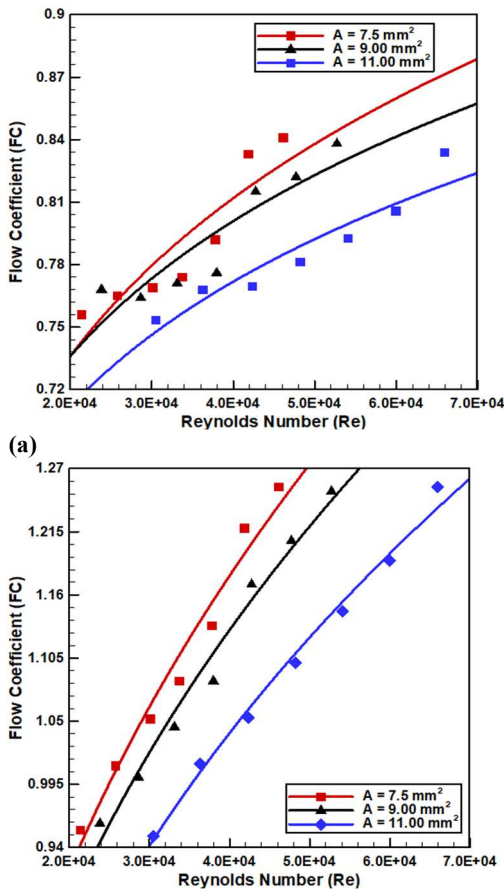 0.9
A = 7.5 mm²
A = 9.00 mm²
A = 11.00 mm²
0.87
0.84
0.81
0.78
0.75
0.72
Flow Coefficient (FC)
2.0E+04 3.0E+04 4.0E+04 5.0E+04 6.0E+04 7.0E+04
Reynolds Number (Re)
(a)
1.27
1.215
1.16
1.105
1.05
0.995
0.94
Flow Coefficient (FC)
A = 7.5 mm²
A = 9.00 mm²
A = 11.00 mm²
2.0E+04 3.0E+04 4.0E+04 5.0E+04 6.0E+04 7.0E+04
Reynolds Number (Re)